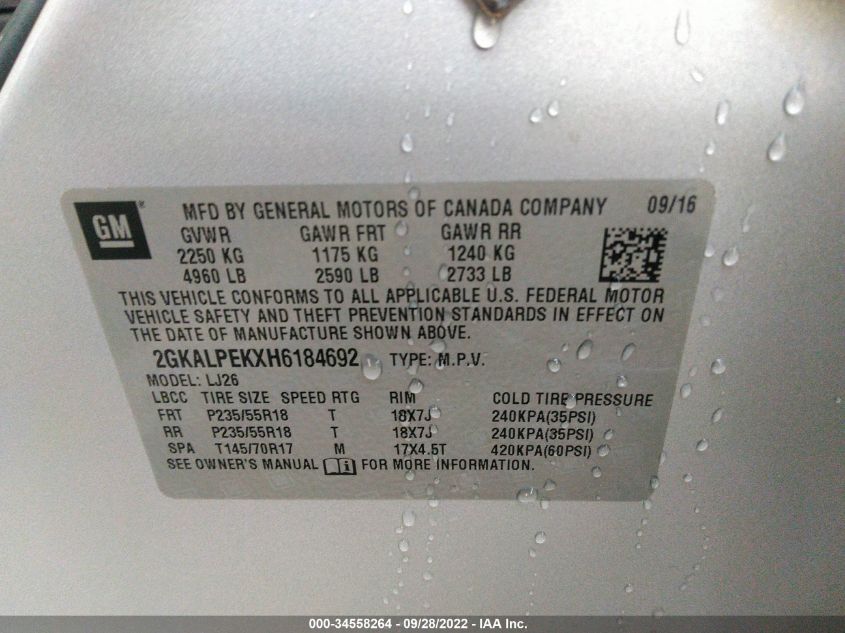 GM® MFD BY GENERAL MOTORS OF CANADA COMPANY 09/16
GVWR GAWR FRT GAWR RR
2250 KG 1175 KG 1240 KG
4960 LB 2590 LB 2733 LB
THIS VEHICLE CONFORMS TO ALL APPLICABLE U.S. FEDERAL MOTOR
VEHICLE SAFETY AND THEFT PREVENTION STANDARDS IN EFFECT ON
THE DATE OF MANUFACTURE SHOWN ABOVE.
2GKALPEKXH6184692 TYPE: M.P.V.
MODEL: LJ26
LBCC TIRE SIZE SPEED RTG RIM COLD TIRE PRESSURE
FRT P235/55R18 T 18X7J 240KPA(35PSI)
RR P235/55R18 T 18X7J 240KPA(35PSI)
SPA T145/70R17 M 17X4.5T 420KPA(60PSI)
SEE OWNER'S MANUAL i FOR MORE INFORMATION.
000-34558264 - 09/28/2022 - IAA Inc.